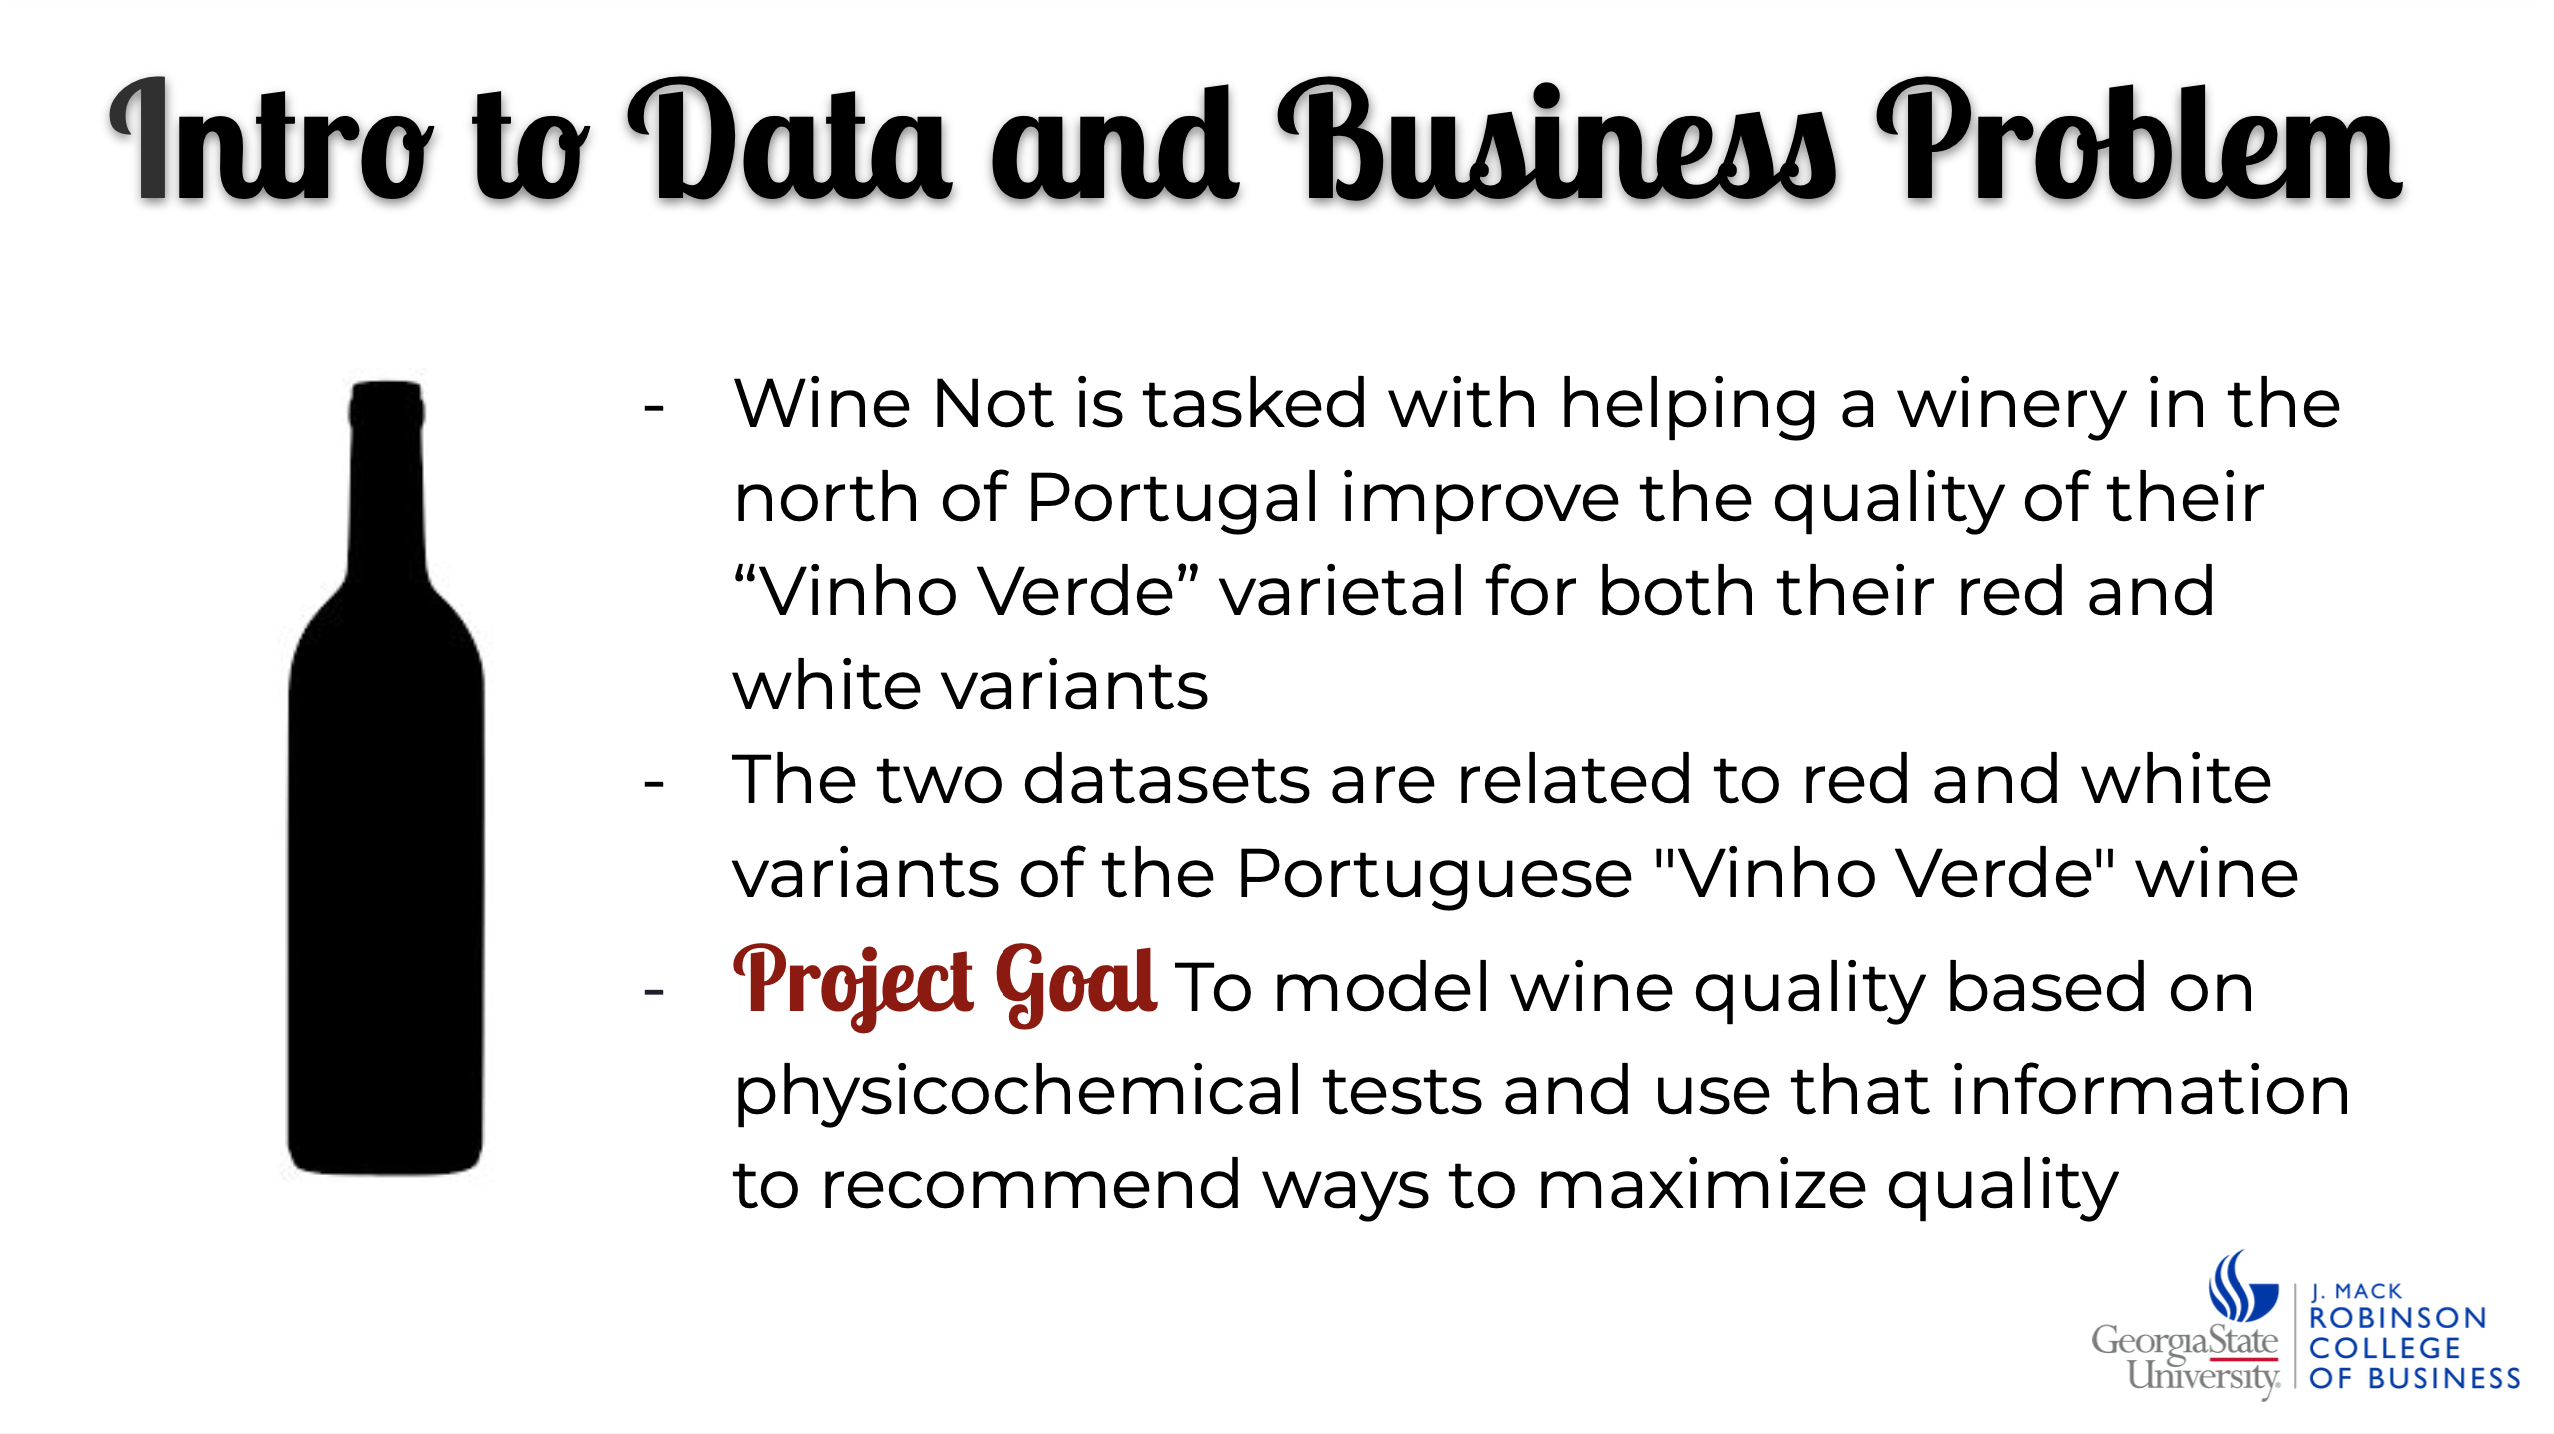 Intro to Data and Business Problem
- Wine Not is tasked with helping a winery in the
north of Portugal improve the quality of their
“Vinho Verde” varietal for both their red and
white variants
- The two datasets are related to red and white
variants of the Portuguese "Vinho Verde" wine
- Project Goal To model wine quality based on
physicochemical tests and use that information
to recommend ways to maximize quality
GeorgiaState
University
J. MACK
ROBINSON
COLLEGE
OF BUSINESS